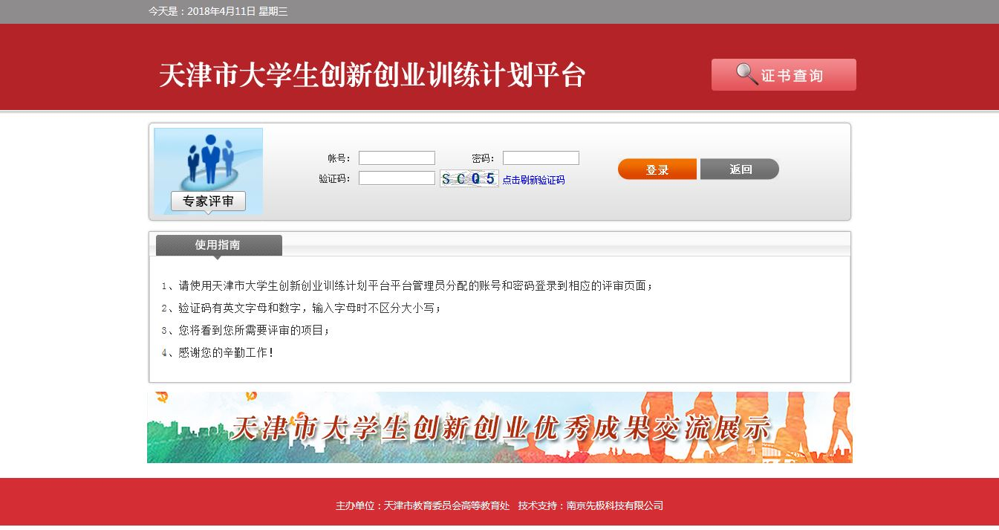 今天是：2018年4月11日 星期三
天津市大学生创新创业训练计划平台
证书查询
帐号： 密码：
登录 返回
验证码： SCQ5 点击刷新验证码
专家评审
使用指南
1、请使用天津市大学生创新创业训练计划平台平台管理员分配的账号和密码登录到相应的评审页面；
2、验证码有英文字母和数字，输入字母时不区分大小写；
3、您将看到您所需要评审的项目；
4、感谢您的辛勤工作！
天津市大学生创新创业优秀成果交流展示
主办单位：天津市教育委员会高等教育处 技术支持：南京先极科技有限公司